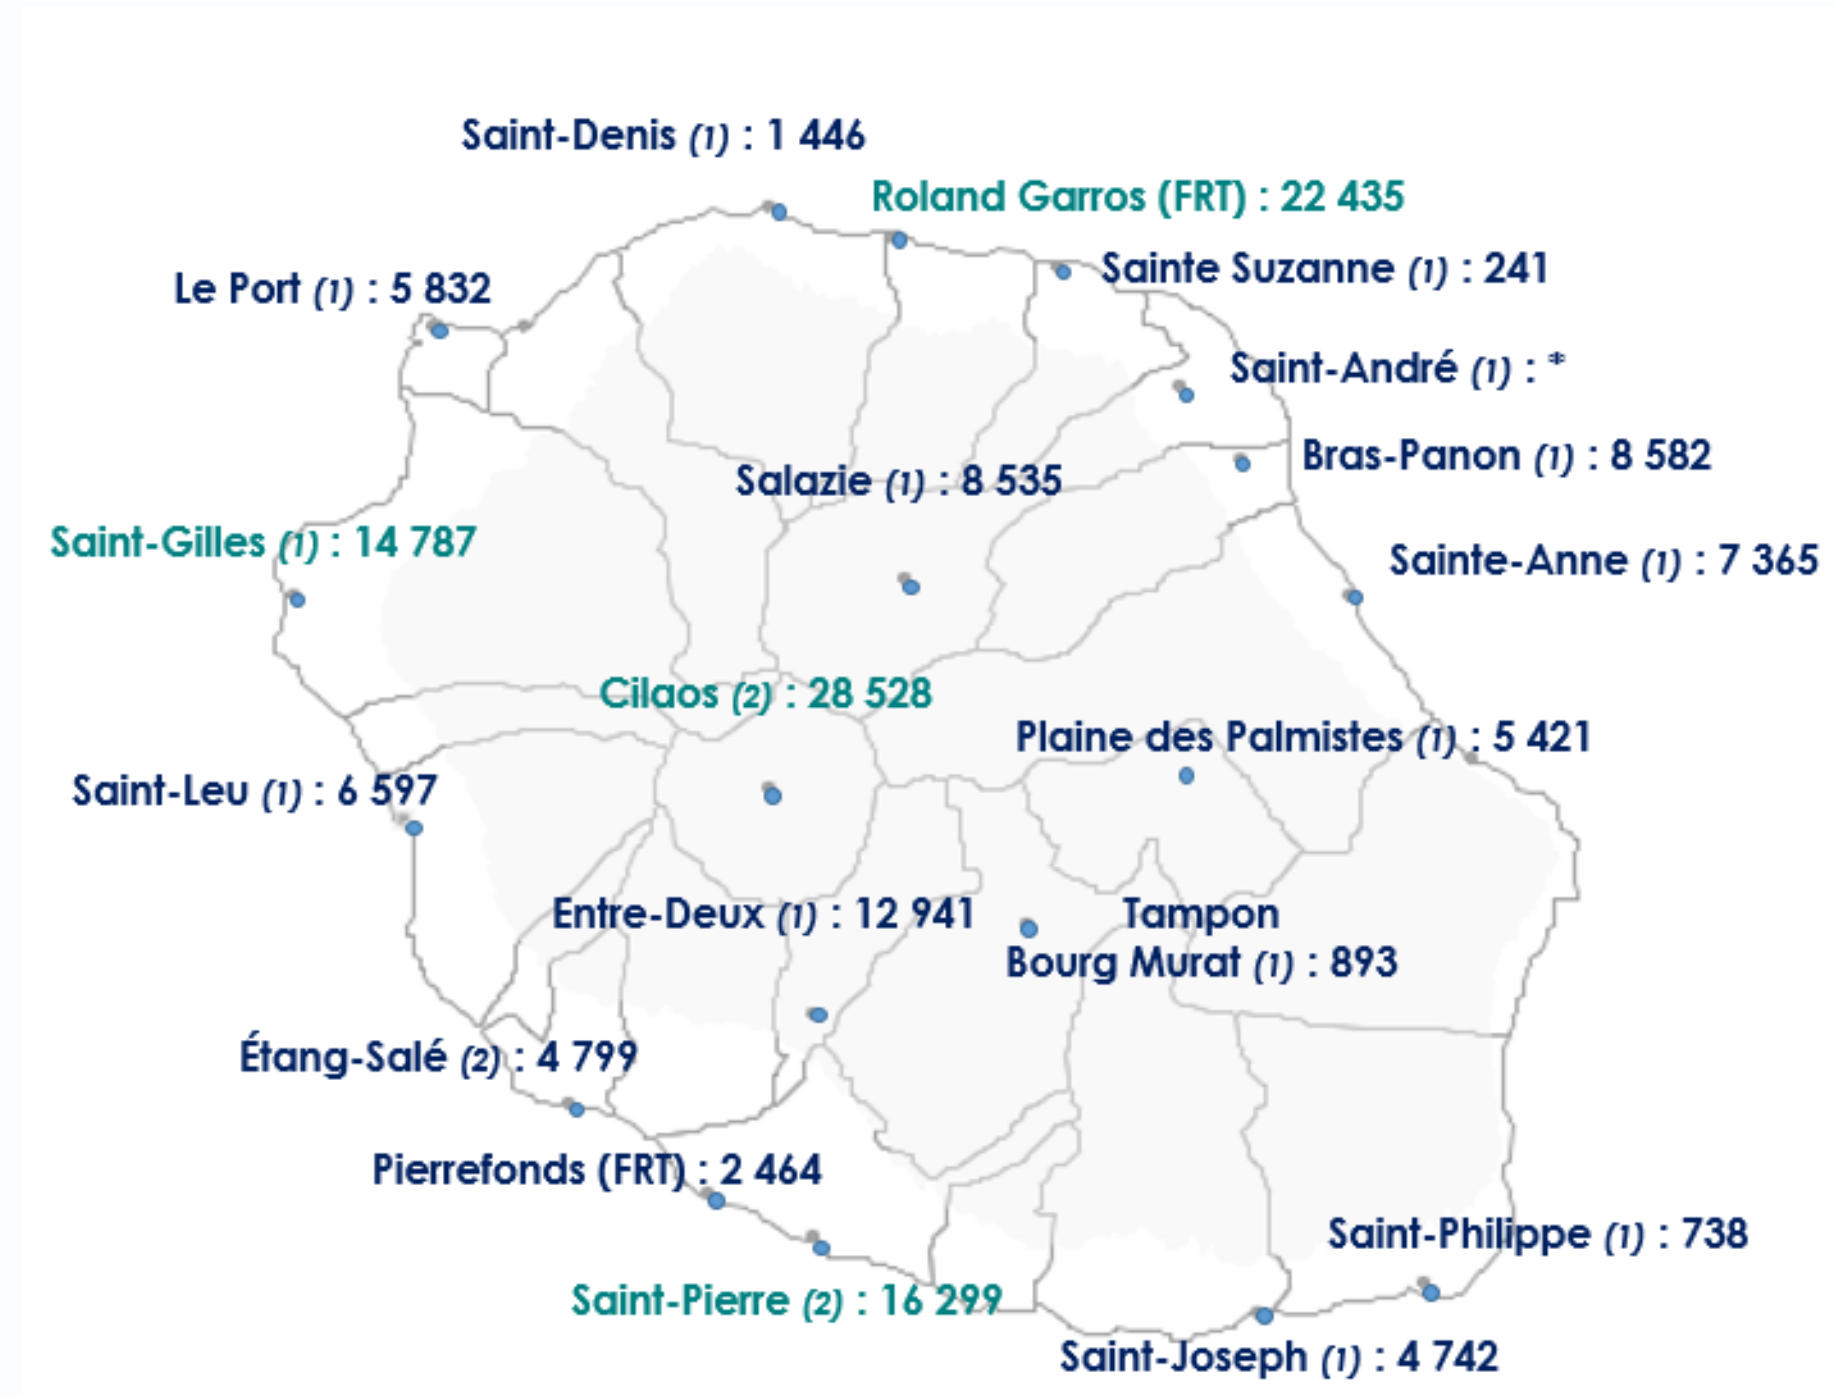 Saint-Denis (1) : 1 446
Roland Garros (FRT) : 22 435
Sainte Suzanne (1) : 241
Le Port (1) : 5 832
Saint-André (1) : *
Bras-Panon (1) : 8 582
Salazie (1) : 8 535
Saint-Gilles (1) : 14 787
Sainte-Anne (1) : 7 365
Cilaos (2) : 28 528
Plaine des Palmistes (1) : 5 421
Saint-Leu (1) : 6 597
Entre-Deux (1) : 12 941
Tampon
Bourg Murat (1) : 893
Étang-Salé (2) : 4 799
Pierrefonds (FRT) : 2 464
Saint-Philippe (1) : 738
Saint-Pierre (2) : 16 299
Saint-Joseph (1) : 4 742